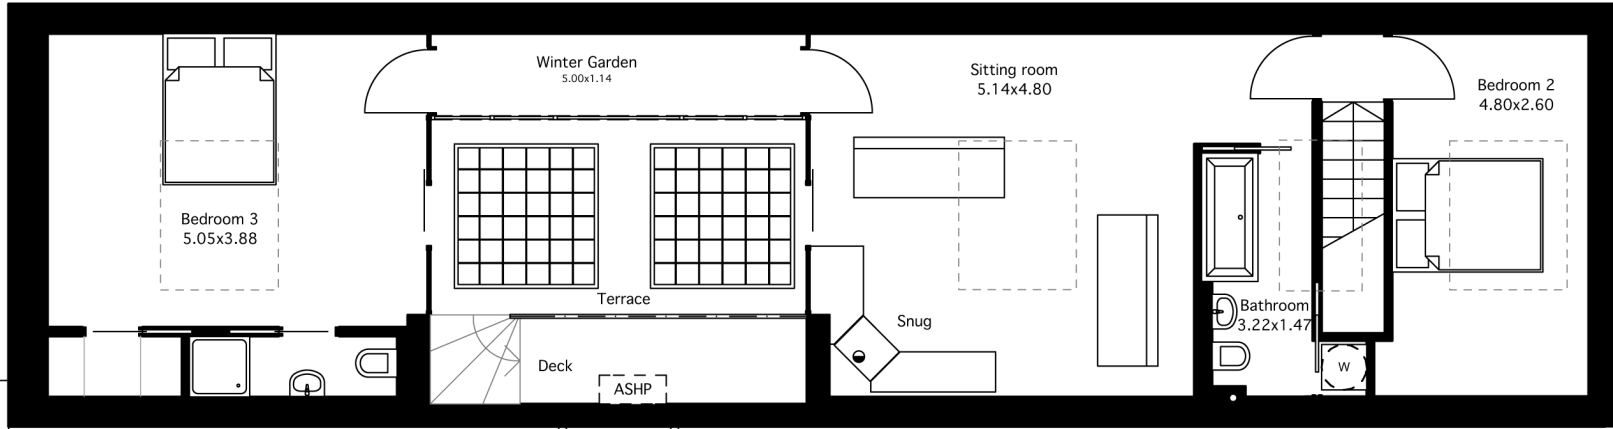 Winter Garden
5.00x1.14
Sitting room
5.14x4.80
Bedroom 2
4.80x2.60
Bedroom 3
5.05x3.88
Terrace
Bathroom
3.22x1.47
Snug
Deck
W
ASHP